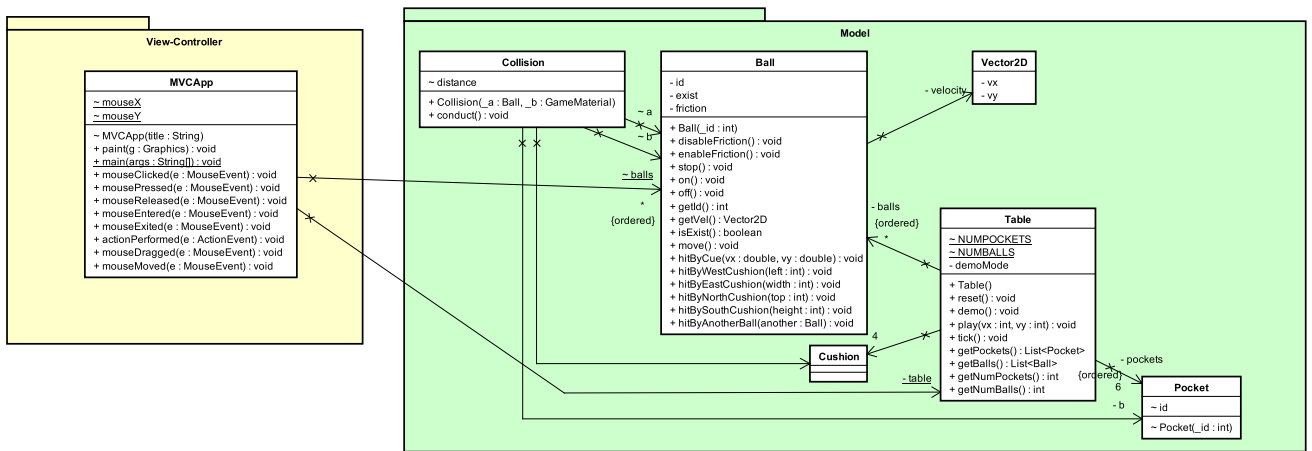 View-Controller
MVCApp
~ mouseX
~ mouseY
~ MVCApp(title : String)
+ paint(g : Graphics) : void
+ main(args : String[]) : void
+ mouseClicked(e : MouseEvent) : void
+ mousePressed(e : MouseEvent) : void
+ mouseReleased(e : MouseEvent) : void
+ mouseEntered(e : MouseEvent) : void
+ mouseExited(e : MouseEvent) : void
+ actionPerformed(e : ActionEvent) : void
+ mouseDragged(e : MouseEvent) : void
+ mouseMoved(e : MouseEvent) : void
Model
Collision
~ distance
+ Collision(_a : Ball, _b : GameMaterial)
+ conduct() : void
~ a
~ b
~ balls
*
{ordered}
Ball
- id
- exist
- friction
+ Ball(_id : int)
+ disableFriction() : void
+ enableFriction() : void
+ stop() : void
+ on() : void
+ off() : void
+ getId() : int
+ getVel() : Vector2D
+ isExist() : boolean
+ move() : void
+ hitByCue(vx : double, vy : double) : void
+ hitByWestCushion(left : int) : void
+ hitByEastCushion(width : int) : void
+ hitByNorthCushion(top : int) : void
+ hitBySouthCushion(height : int) : void
+ hitByAnotherBall(another : Ball) : void
- velocity
Vector2D
- vx
- vy
- balls
{ordered}
*
Table
~ NUMPOCKETS
~ NUMBALLS
- demoMode
+ Table()
+ reset() : void
+ demo() : void
+ play(vx : int, vy : int) : void
+ tick() : void
+ getPockets() : List<Pocket>
+ getBalls() : List<Ball>
+ getNumPockets() : int
+ getNumBalls() : int
4
Cushion
- table
- pockets
{ordered}
6
- b
Pocket
~ id
~ Pocket(_id : int)